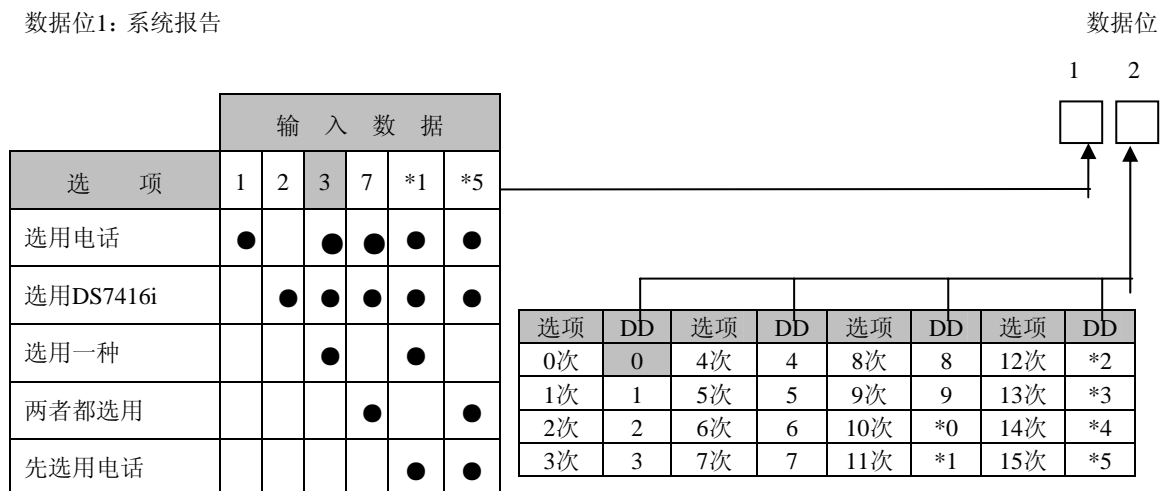 数据位1: 系统报告
数据位
1 2
输 入 数 据
选 项 1 2 3 7 *1 *5
选用电话 ● ● ● ● ●
选用DS7416i ● ● ● ● ●
选用一种 ● ●
两者都选用 ● ●
先选用电话 ● ●
选项 DD 选项 DD 选项 DD 选项 DD
0次 0 4次 4 8次 8 12次 *2
1次 1 5次 5 9次 9 13次 *3
2次 2 6次 6 10次 *0 14次 *4
3次 3 7次 7 11次 *1 15次 *5